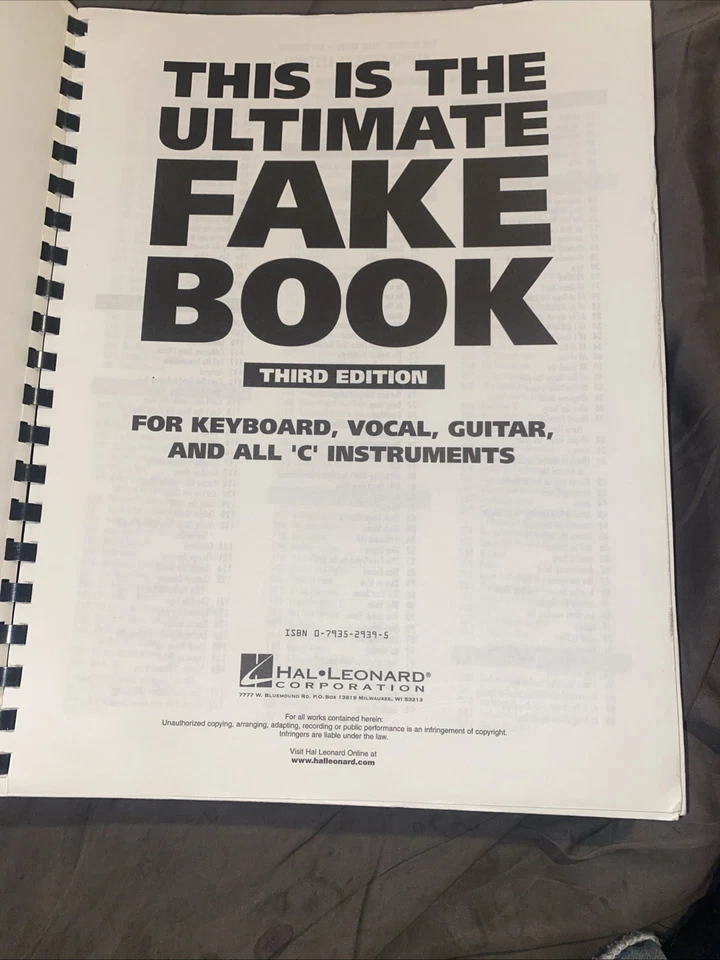 THIS IS THE
ULTIMATE
FAKE
BOOK
THIRD EDITION
FOR KEYBOARD, VOCAL, GUITAR,
AND ALL 'C' INSTRUMENTS
ISBN 0-7935-2939-5
HAL•LEONARD®
CORPORATION
7777 W. BLUEMOUND RD. P.O. BOX 13819 MILWAUKEE, WI 53213
For all works contained herein:
Unauthorized copying, arranging, adapting, recording or public performance is an infringement of copyright.
Infringers are liable under the law.
Visit Hal Leonard Online at
www.halleonard.com